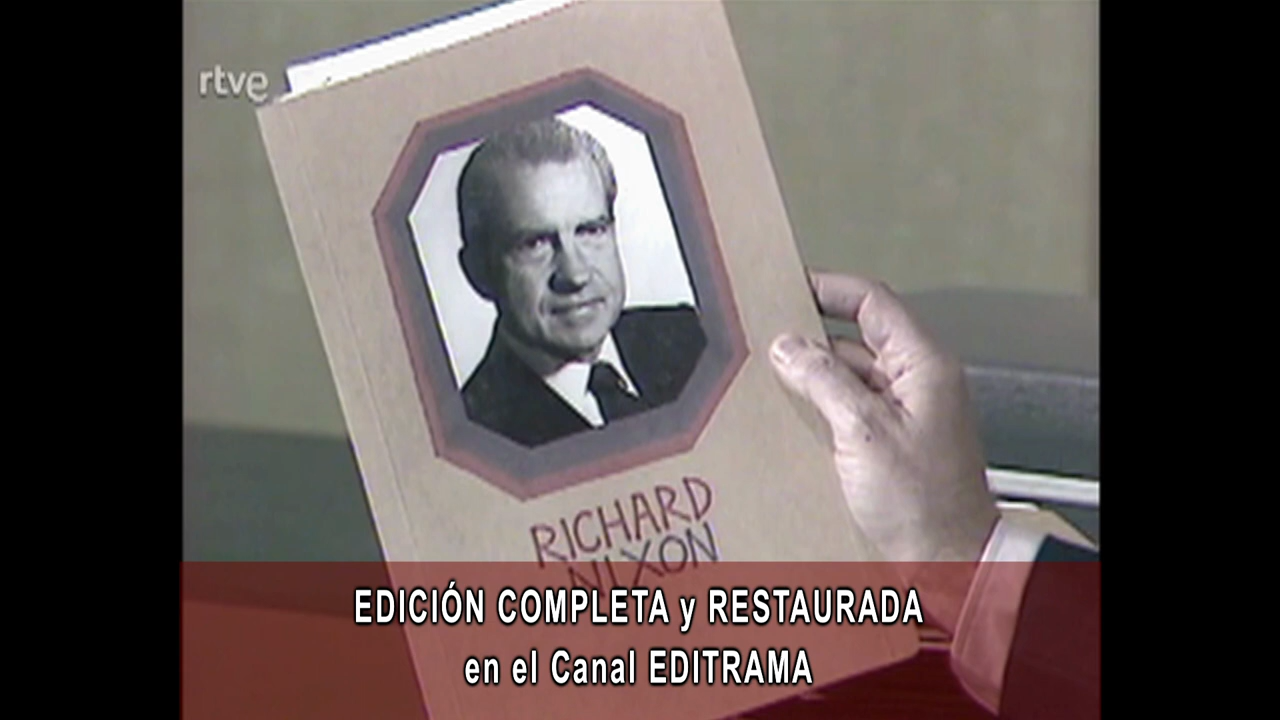 rtve
RICHARD
NIXON
EDICIÓN COMPLETA y RESTAURADA
en el Canal EDITRAMA